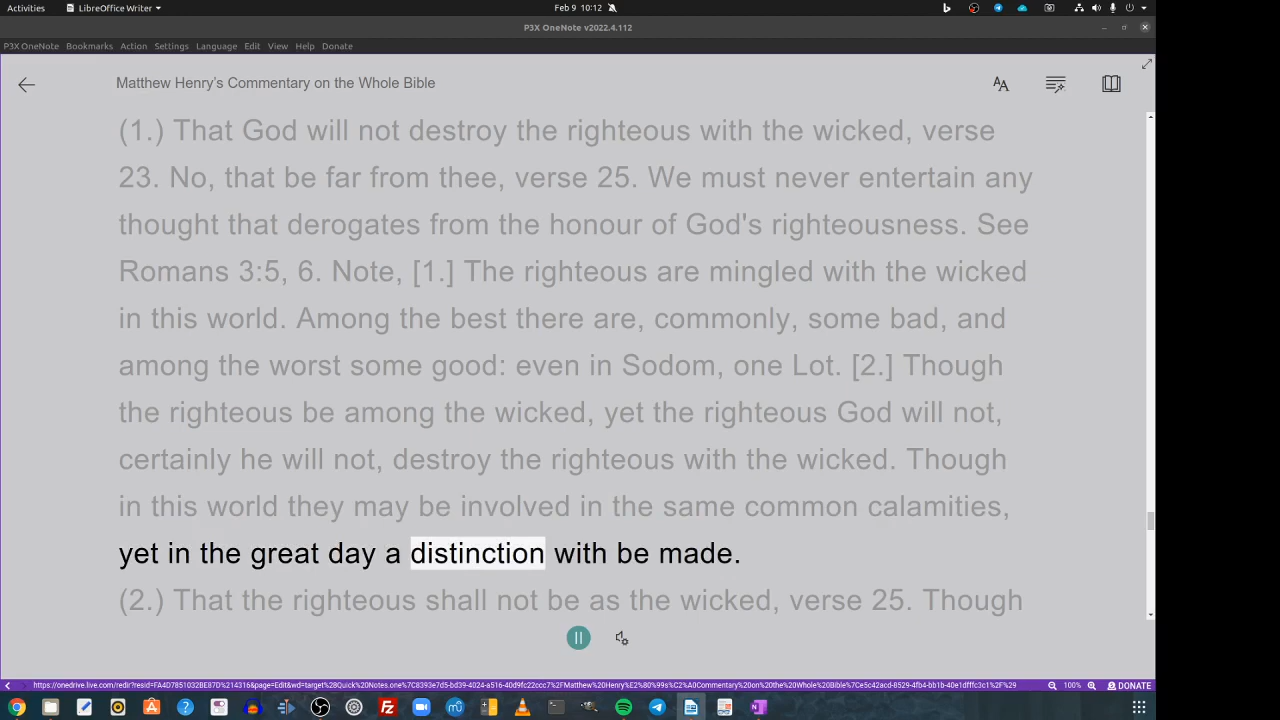 Activities LibreOffice Writer Feb 9 10:12
P3X OneNote v2022.4.112
P3X OneNote Bookmarks Action Settings Language Edit View Help Donate
Matthew Henry's Commentary on the Whole Bible
(1.) That God will not destroy the righteous with the wicked, verse
23. No, that be far from thee, verse 25. We must never entertain any
thought that derogates from the honour of God's righteousness. See
Romans 3:5, 6. Note, [1.] The righteous are mingled with the wicked
in this world. Among the best there are, commonly, some bad, and
among the worst some good: even in Sodom, one Lot. [2.] Though
the righteous be among the wicked, yet the righteous God will not,
certainly he will not, destroy the righteous with the wicked. Though
in this world they may be involved in the same common calamities,
yet in the great day a distinction with be made.
(2.) That the righteous shall not be as the wicked, verse 25. Though
100% DONATE